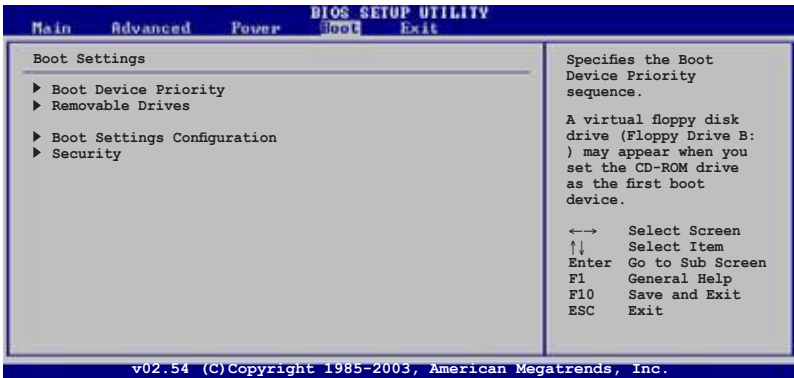 BIOS SETUP UTILITY
Main Advanced Power Boot Exit
Boot Settings
Boot Device Priority
Removable Drives
Boot Settings Configuration
Security
Specifies the Boot
Device Priority
sequence.
A virtual floppy disk
drive (Floppy Drive B:
) may appear when you
set the CD-ROM drive
as the first boot
device.
←→ Select Screen
↑↓ Select Item
Enter Go to Sub Screen
F1 General Help
F10 Save and Exit
ESC Exit
v02.54 (C)Copyright 1985-2003, American Megatrends, Inc.